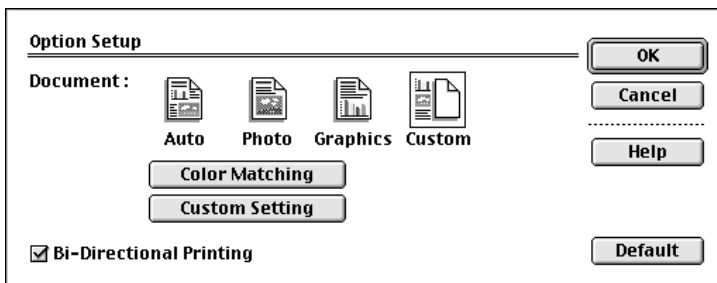 Option Setup
OK
Document :
Cancel
Auto Photo Graphics Custom
Help
Color Matching
Custom Setting
Bi-Directional Printing
Default